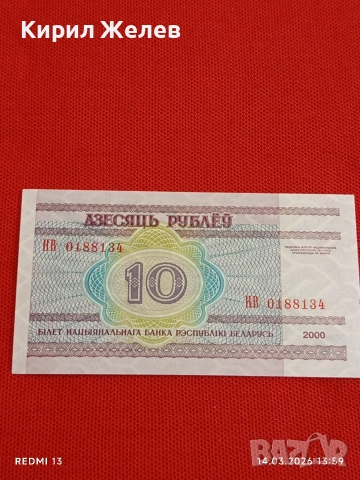 Кирил Желев
ДЗЕСЯЦЬ РУБЛЁЎ
НВ 0188134
10
НВ 0188134
БІЛЕТ НАЦЫЯНАЛЬНАГА БАНКА РЭСПУБЛІКІ БЕЛАРУСЬ
2000
REDMI 13
14.03.2026 13:59
BAZAR